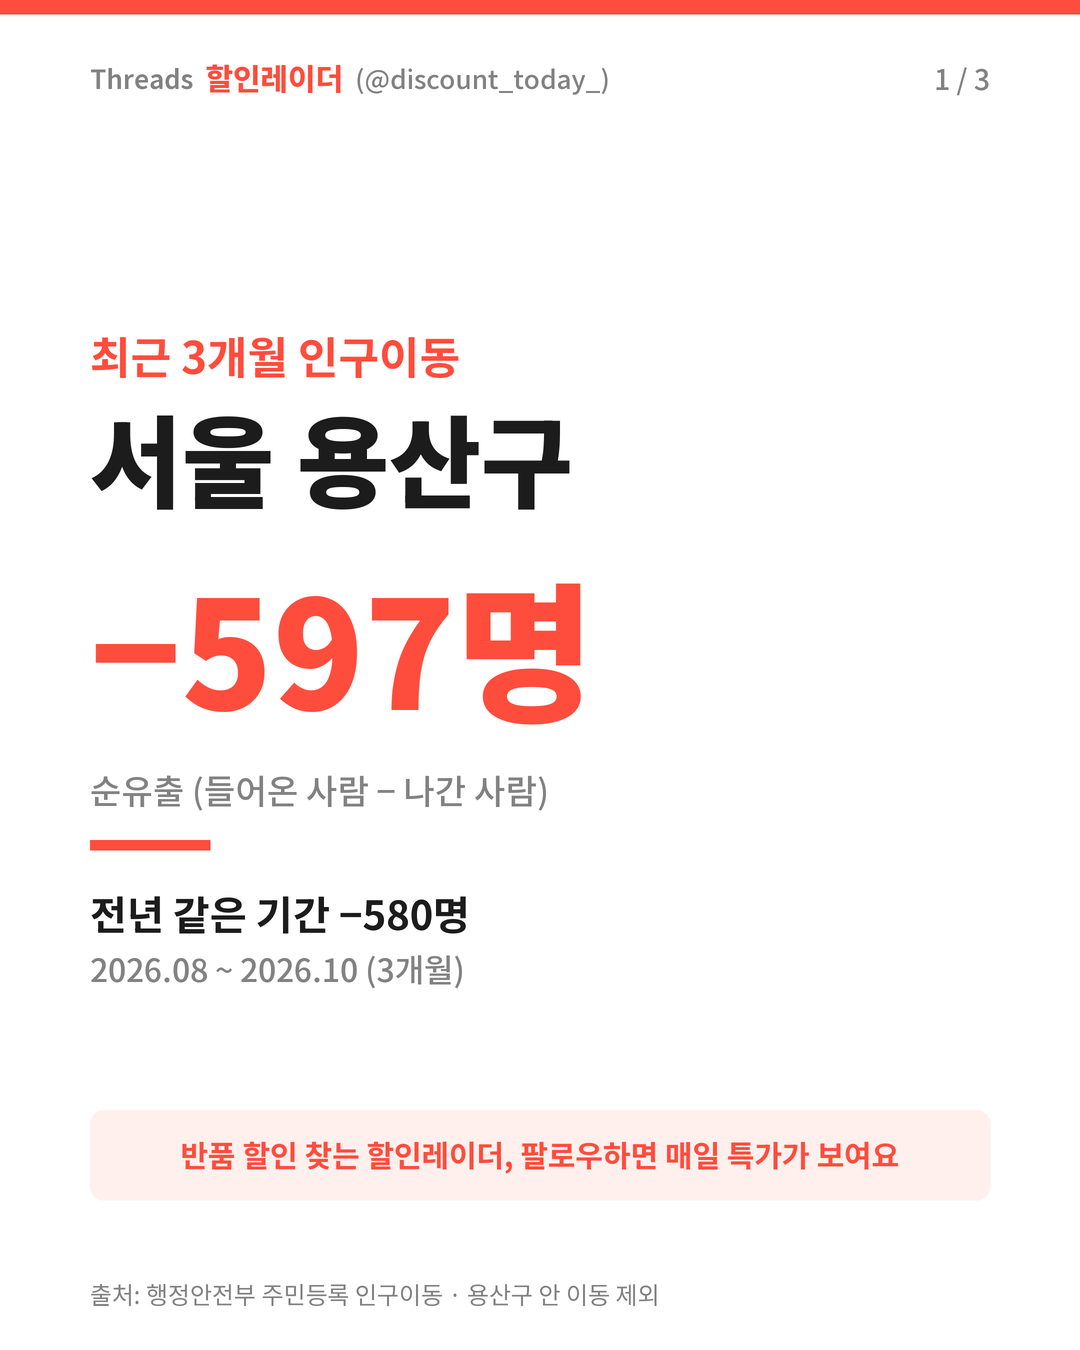 Threads 할인레이더 (@discount_today_)
1 / 3
최근 3개월 인구이동
서울 용산구
−597명
순유출 (들어온 사람 − 나간 사람)
전년 같은 기간 −580명
2026.08 ~ 2026.10 (3개월)
반품 할인 찾는 할인레이더, 팔로우하면 매일 특가가 보여요
출처: 행정안전부 주민등록 인구이동 · 용산구 안 이동 제외